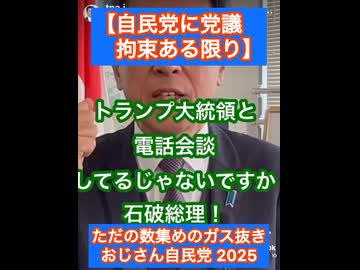 【自民党に党議
拘束ある限り】
トランプ大統領と
電話会談
してるじゃないですか
石破総理！
ただの数集めのガス抜き
おじさん自民党 2025